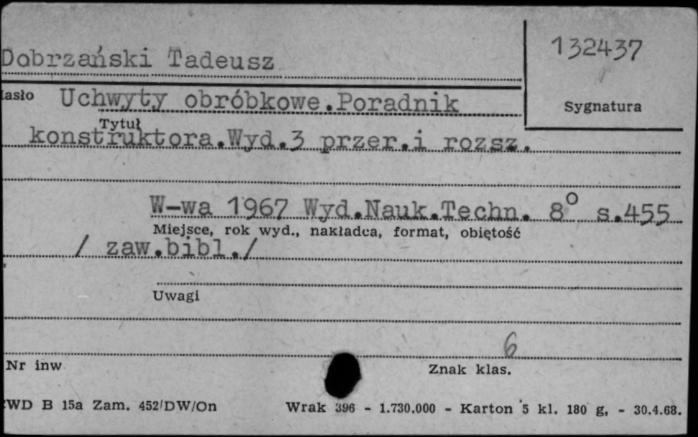 132437
Dobrzański Tadeusz
Hasło Uchwyty obróbkowe.Poradnik
Sygnatura
Tytuł
konstruktora.Wyd.3 przer.i rozsz.
W-wa 1967 Wyd.Nauk.Techn. 8° s.455
Miejsce, rok wyd., nakładca, format, objętość
/ zaw.bibl./
Uwagi
6
Nr inw
Znak klas.
WD B 15a Zam. 452/DW/On Wrak 396 - 1.730.000 - Karton 5 kl. 180 g, - 30.4.68.